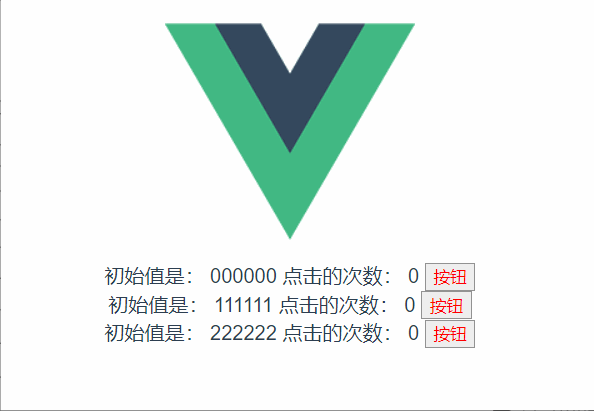 初始值是： 000000 点击的次数： 0 按钮
初始值是： 111111 点击的次数： 0 按钮
初始值是： 222222 点击的次数： 0 按钮